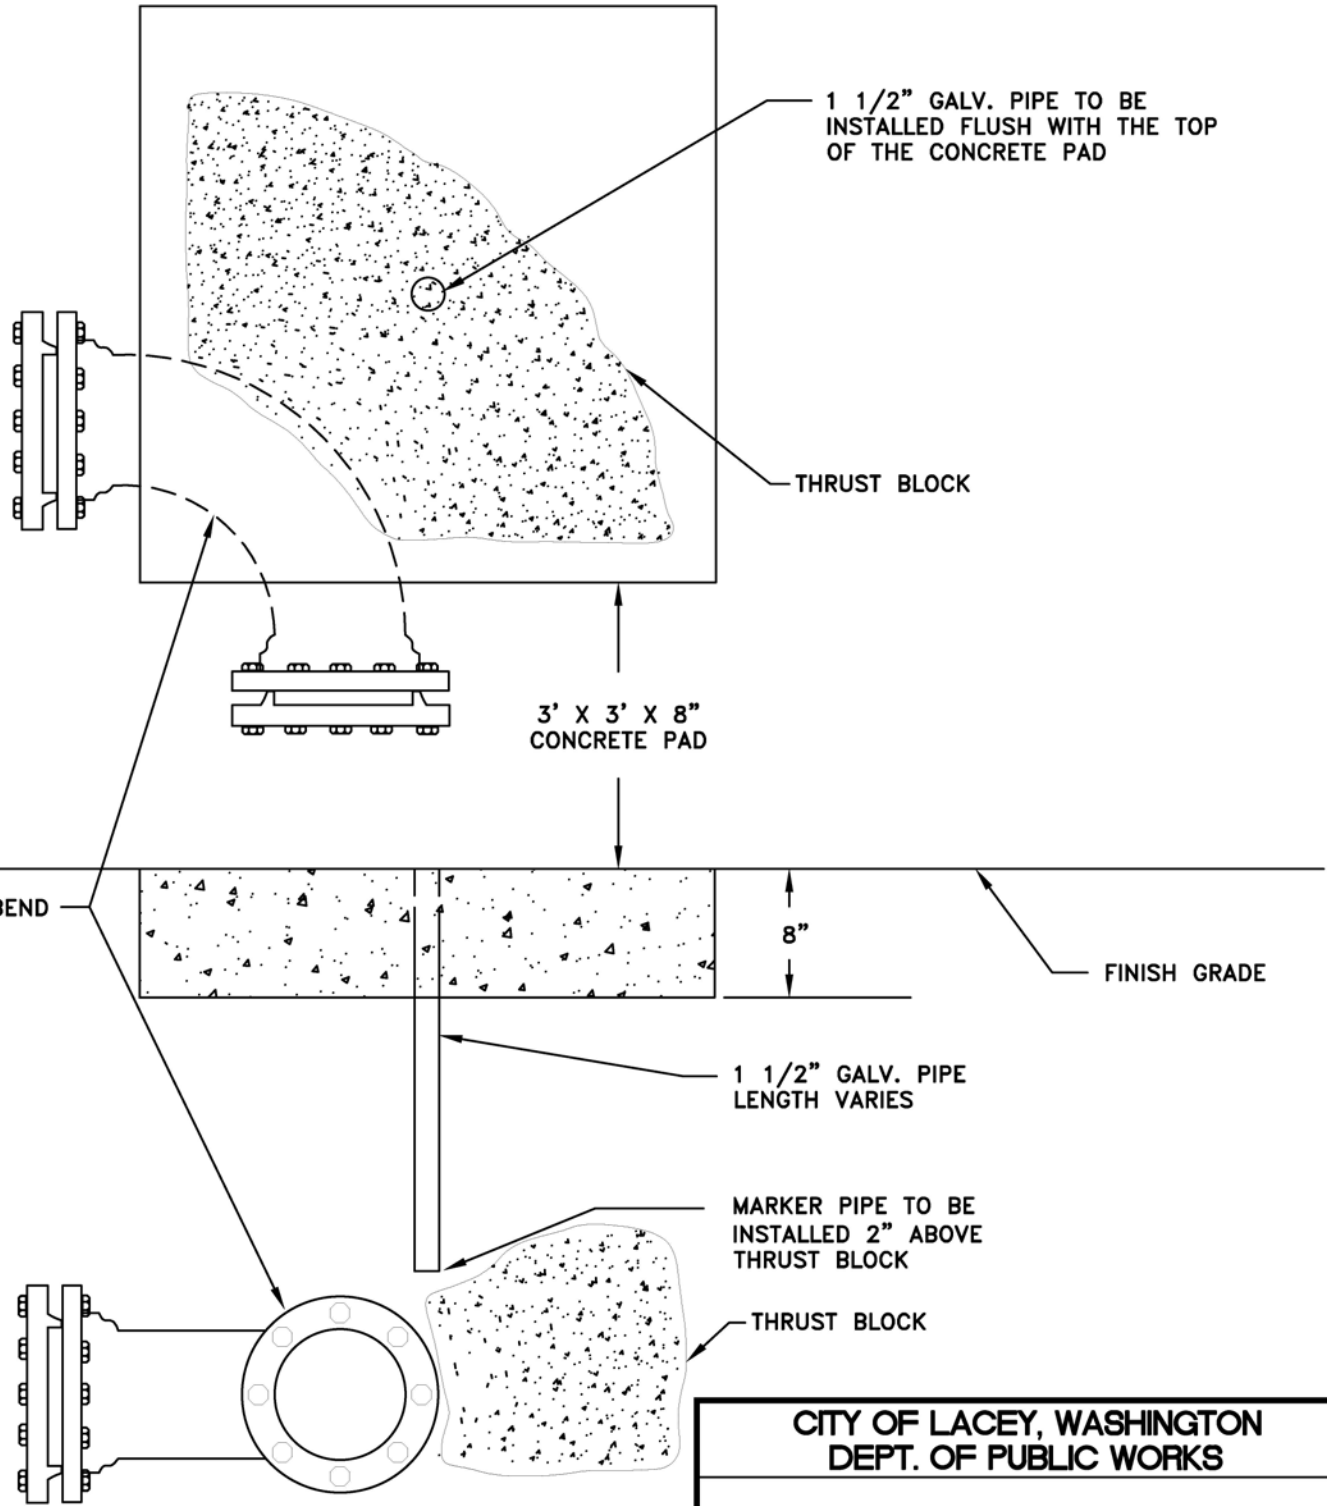 1 1/2” GALV. PIPE TO BE
INSTALLED FLUSH WITH THE TOP
OF THE CONCRETE PAD
THRUST BLOCK
3’ X 3’ X 8”
CONCRETE PAD
BEND
8”
FINISH GRADE
1 1/2” GALV. PIPE
LENGTH VARIES
MARKER PIPE TO BE
INSTALLED 2” ABOVE
THRUST BLOCK
THRUST BLOCK
CITY OF LACEY, WASHINGTON
DEPT. OF PUBLIC WORKS